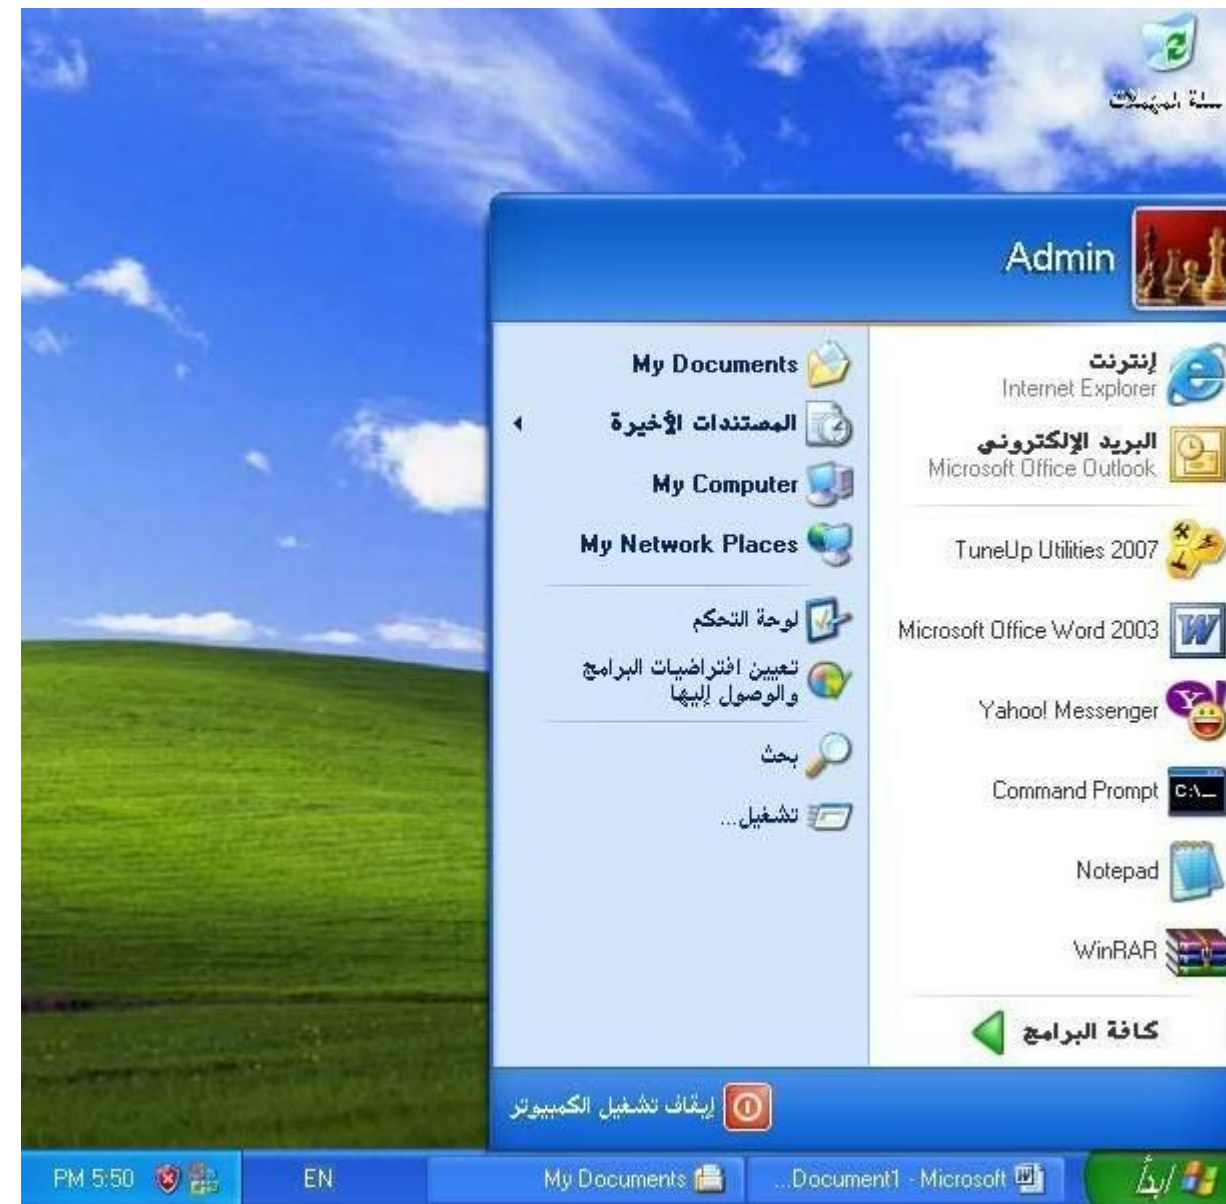 سلة المهملات
Admin
إنترنت
Internet Explorer
البريد الإلكتروني
Microsoft Office Outlook
TuneUp Utilities 2007
Microsoft Office Word 2003
Yahoo! Messenger
Command Prompt
C:\_
Notepad
WinRAR
كافة البرامج
My Documents
المستندات الأخيرة
My Computer
My Network Places
لوحة التحكم
تعيين افتراضيات البرامج
والوصول إليها
بحث
تشغيل...
إيقاف تشغيل الكمبيوتر
ابدأ
Document1 - Microsoft...
My Documents
EN
PM 5:50